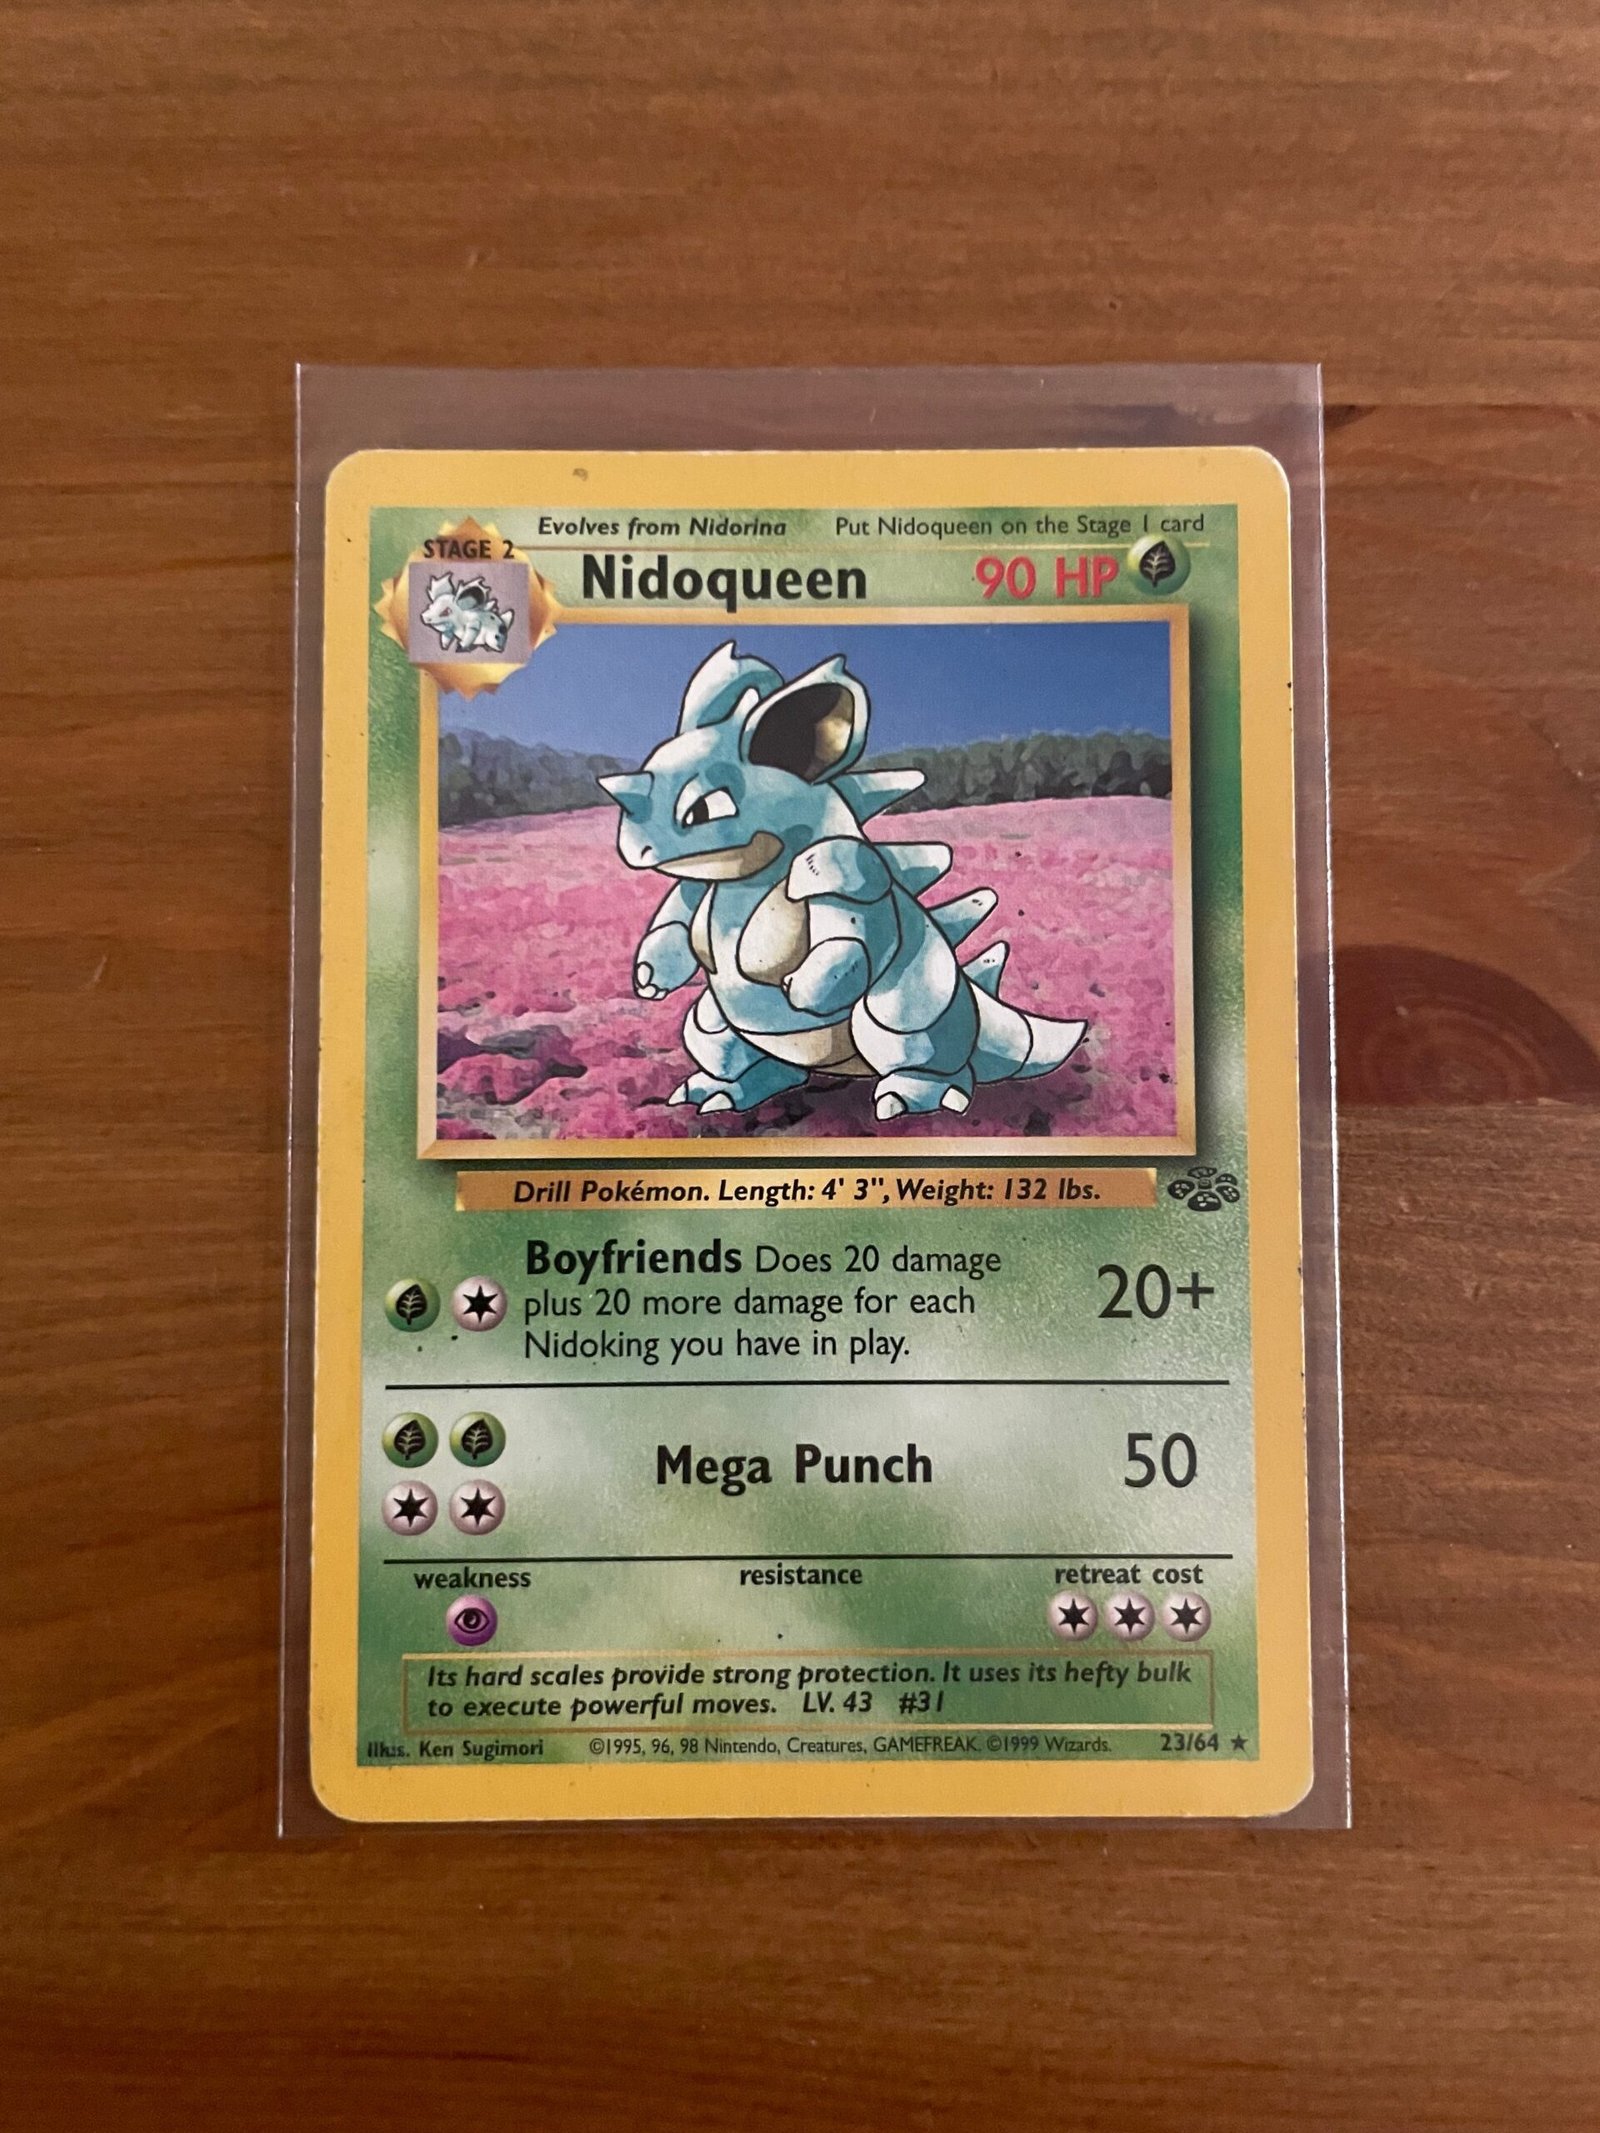 Evolves from Nidorina Put Nidoqueen on the Stage 1 card
STAGE 2
Nidoqueen 90 HP
Drill Pokémon. Length: 4' 3", Weight: 132 lbs.
Boyfriends Does 20 damage
plus 20 more damage for each
Nidoking you have in play.
20+
Mega Punch 50
weakness resistance retreat cost
Its hard scales provide strong protection. It uses its hefty bulk
to execute powerful moves. LV. 43 #31
Illus. Ken Sugimori ©1995, 96, 98 Nintendo, Creatures, GAMEFREAK. ©1999 Wizards. 23/64 ★